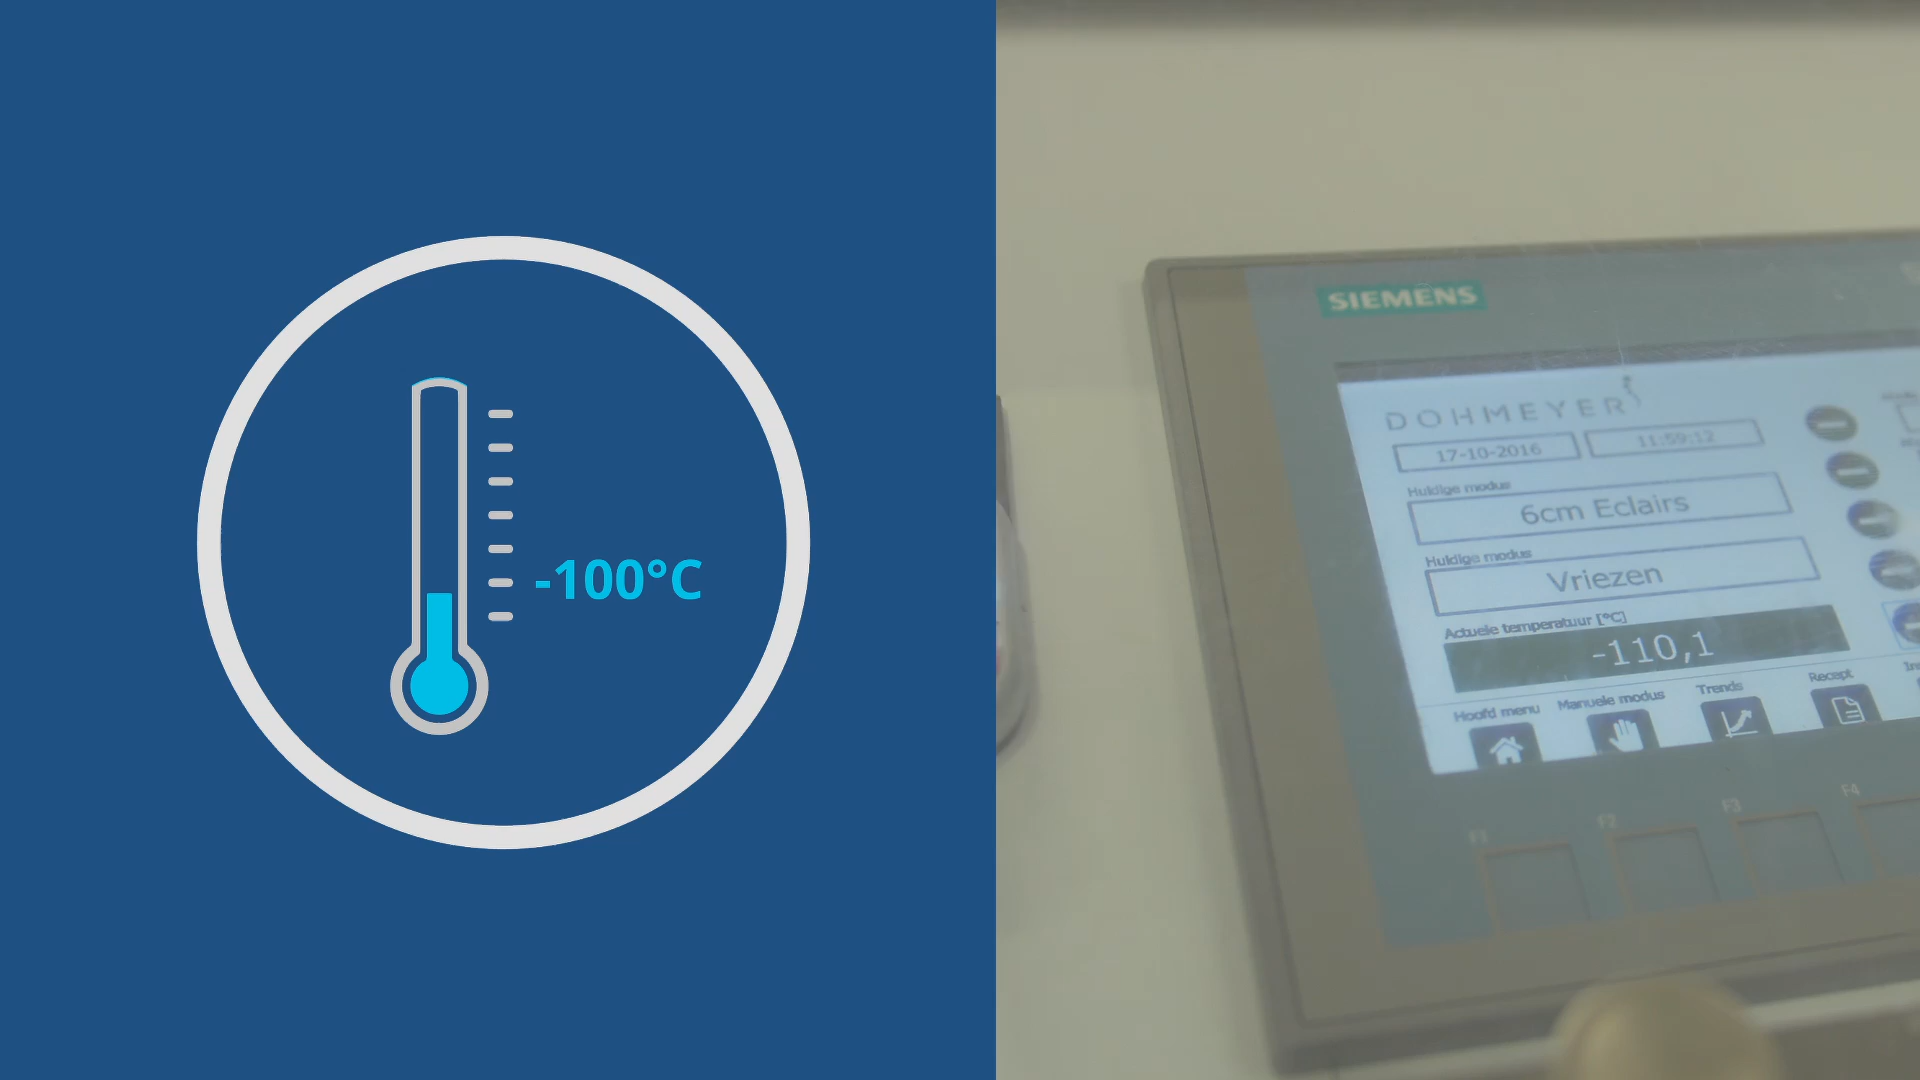 -100°C
SIEMENS
DOHMEYER
17-10-2016 11:59:12
Huidige modus
6cm Eclairs
Huidige modus
Vriezen
Actuele temperatuur [°C]
-110,1
Hoofd menu Manuele modus Trends Recept
F1 F2 F3 F4